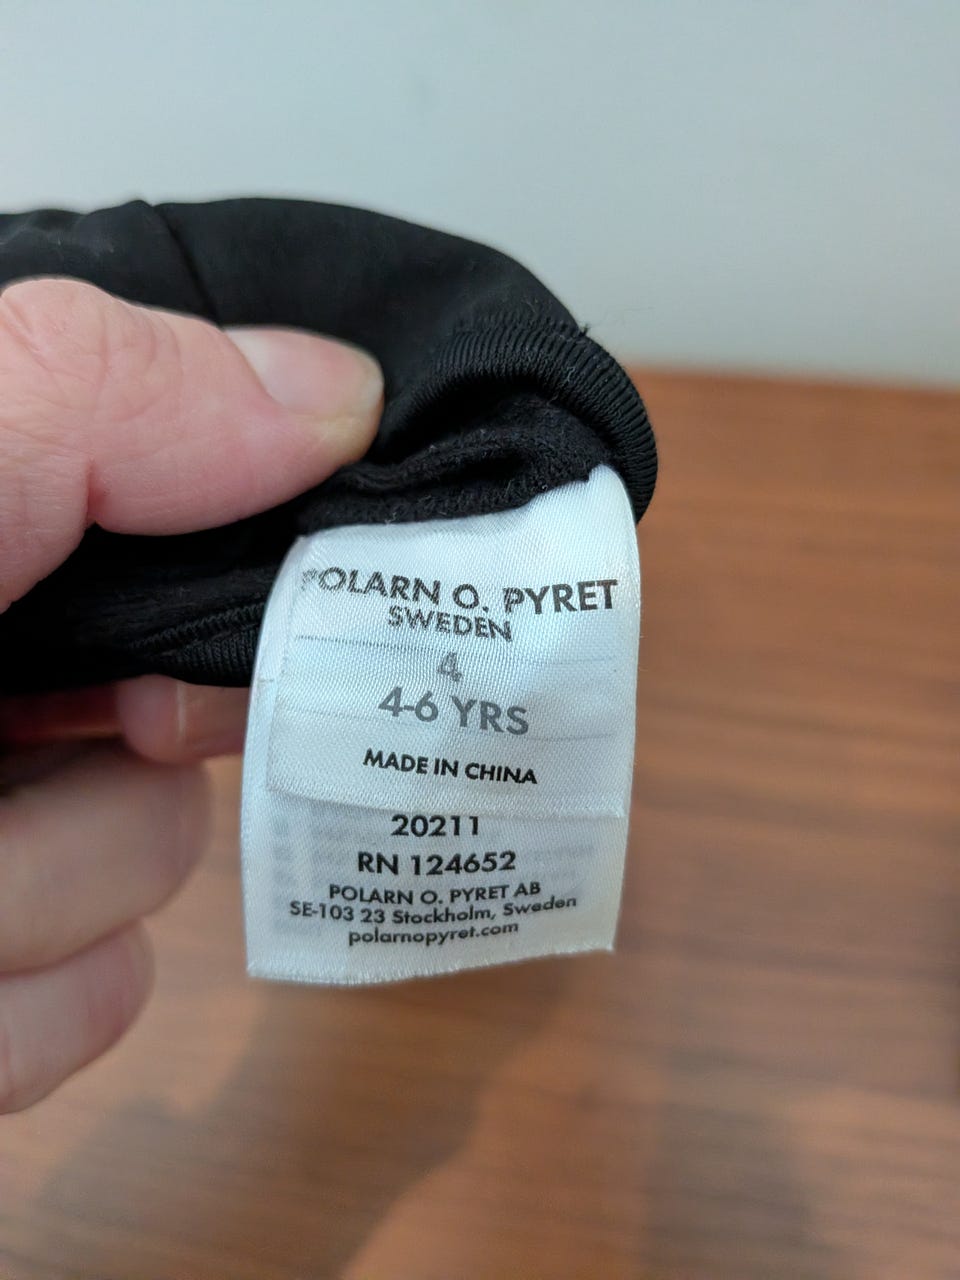 POLARN O. PYRET
SWEDEN
4
4-6 YRS
MADE IN CHINA
20211
RN 124652
POLARN O. PYRET AB
SE-103 23 Stockholm, Sweden
polarnopyret.com